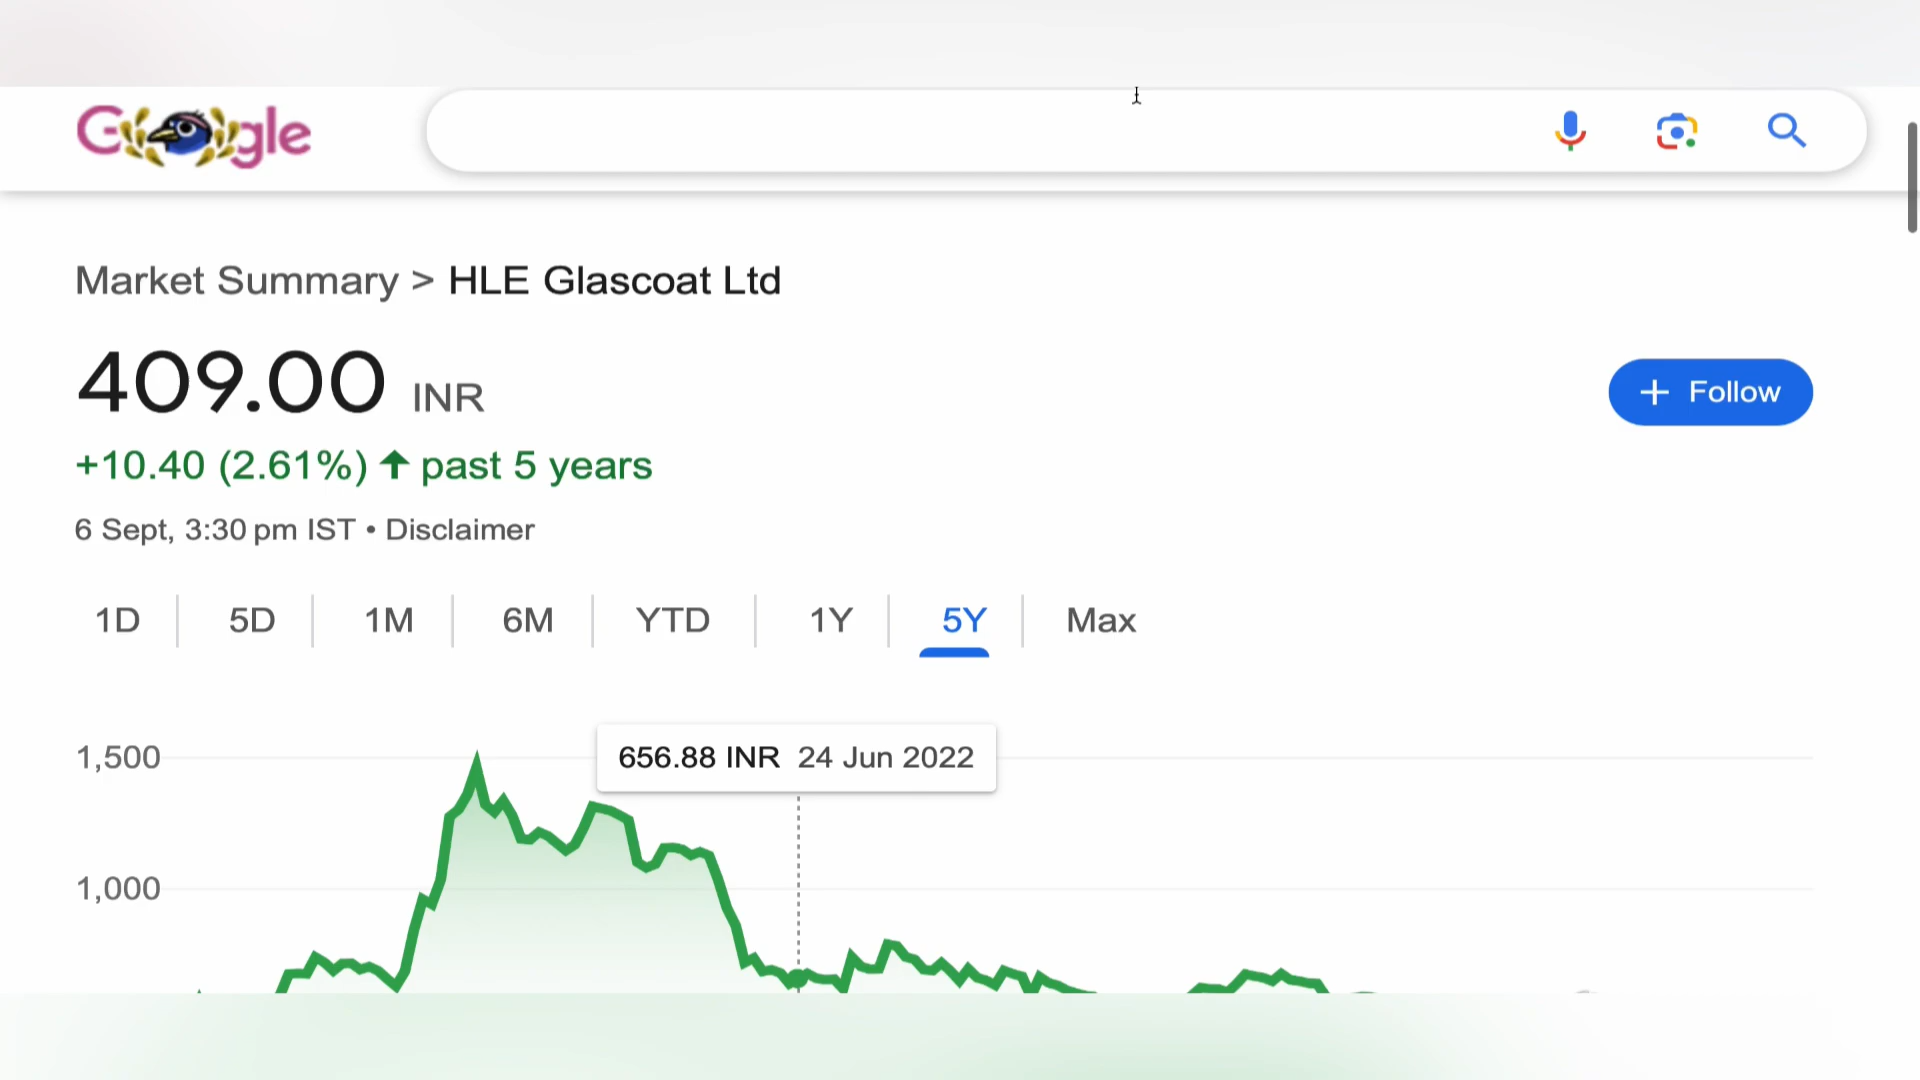 Google
Market Summary > HLE Glascoat Ltd
409.00 INR
+ Follow
+10.40 (2.61%) ↑ past 5 years
6 Sept, 3:30 pm IST • Disclaimer
1D 5D 1M 6M YTD 1Y 5Y Max
1,500
656.88 INR 24 Jun 2022
1,000